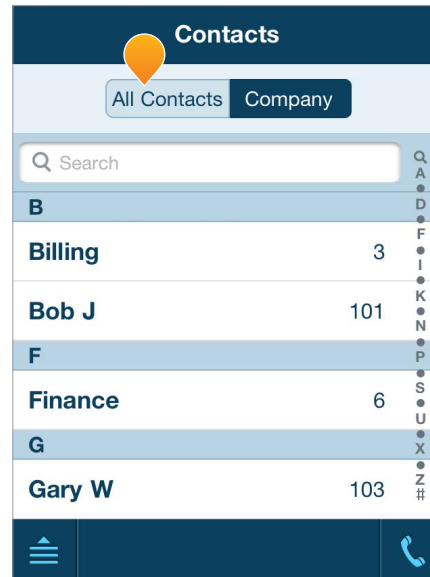 Contacts
All Contacts Company
Search
B
Billing 3
Bob J 101
F
Finance 6
G
Gary W 103
A
D
F
I
K
N
P
S
U
X
Z
#